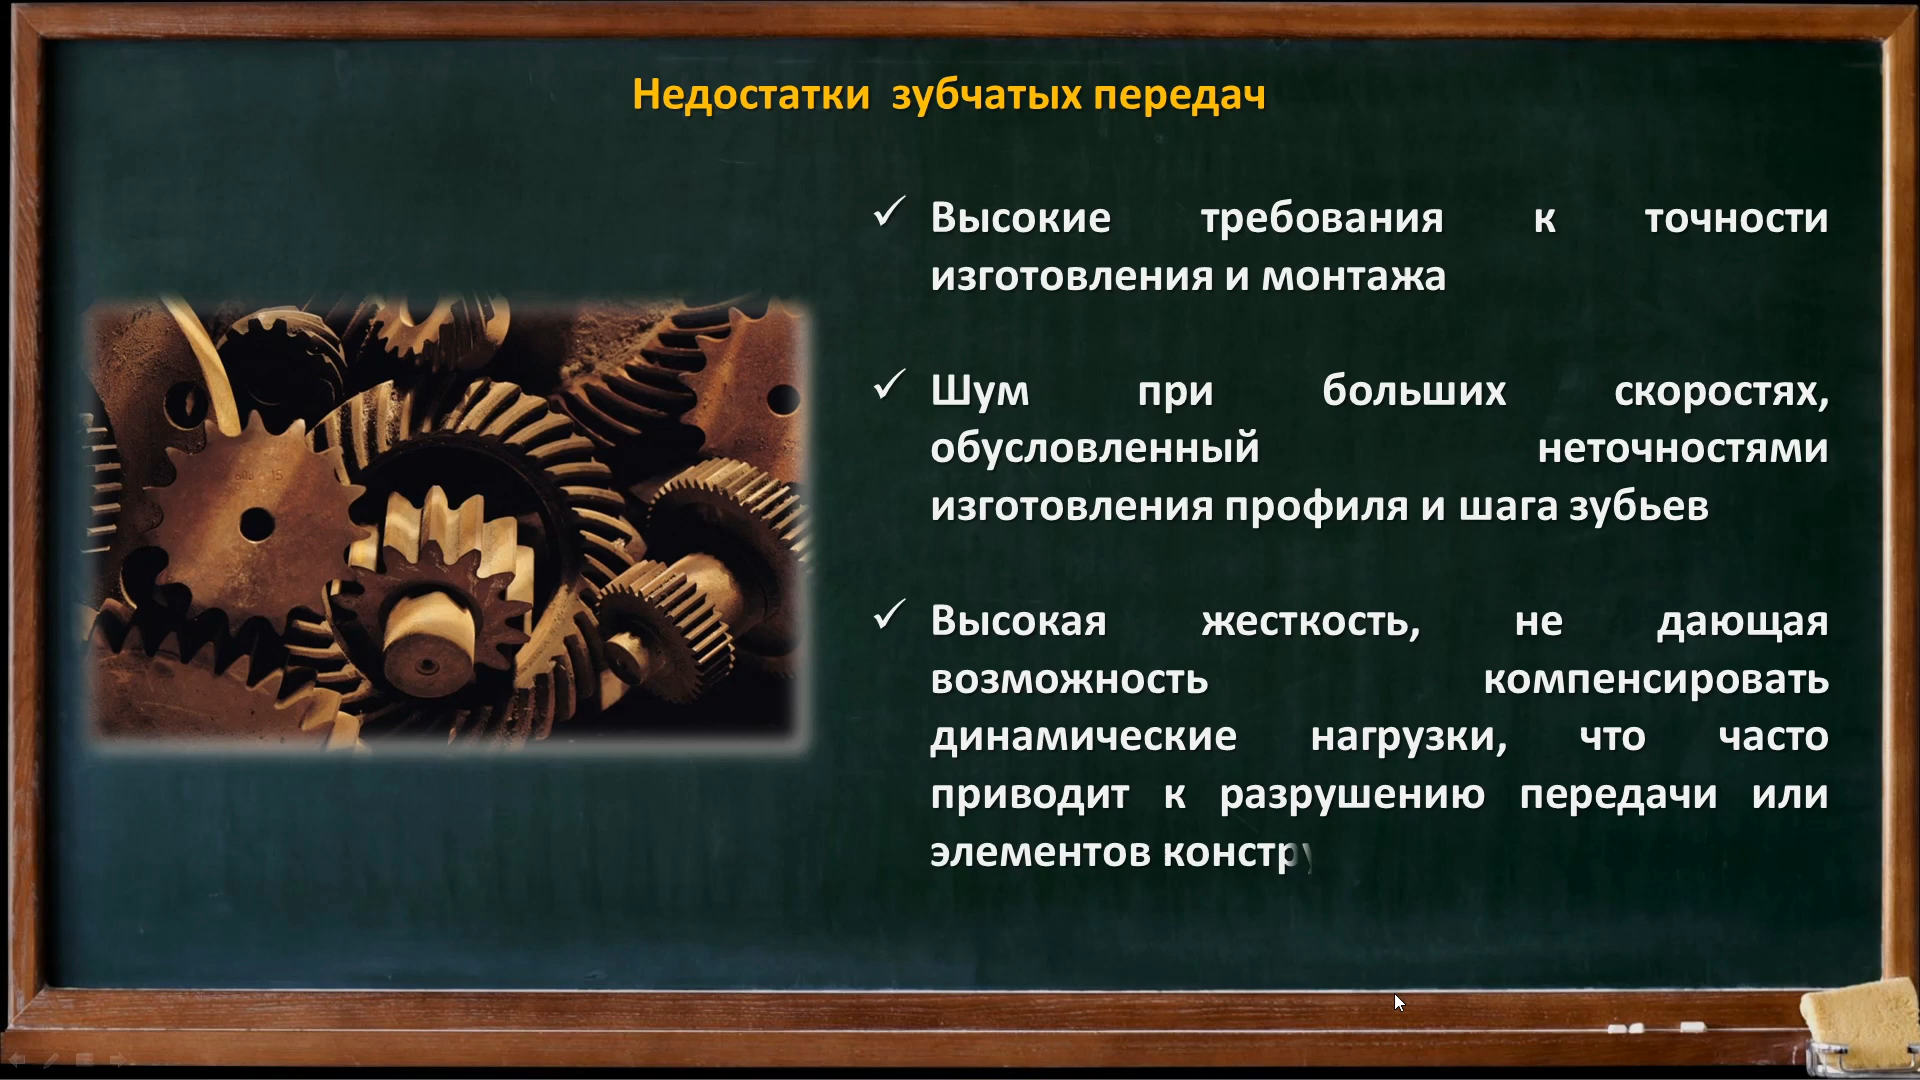 Недостатки зубчатых передач
Высокие требования к точности
изготовления и монтажа
Шум при больших скоростях,
обусловленный неточностями
изготовления профиля и шага зубьев
Высокая жесткость, не дающая
возможность компенсировать
динамические нагрузки, что часто
приводит к разрушению передачи или
элементов констру